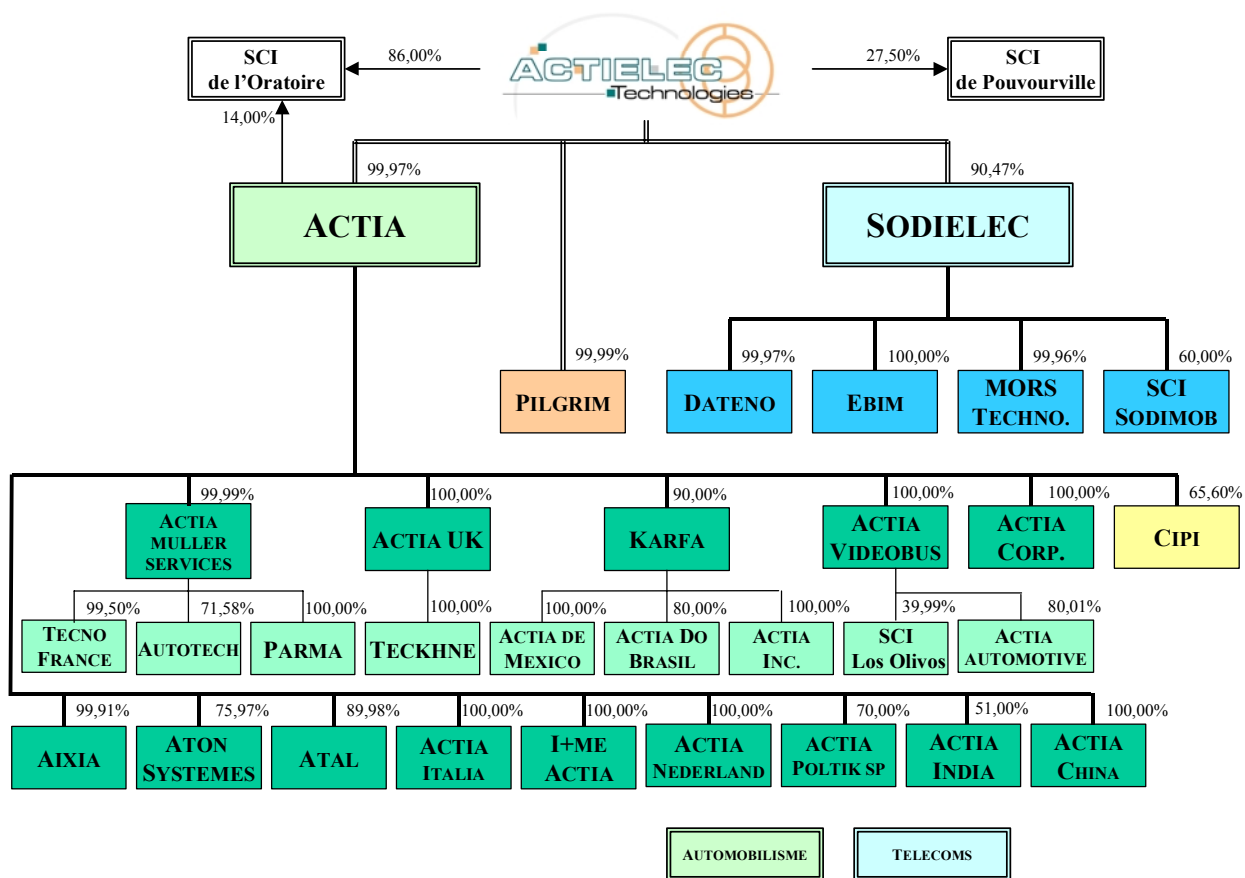 SCI
de l'Oratoire
86,00%
ACTIELEC
Technologies
27,50%
SCI
de Pouvourville
14,00%
99,97%
90,47%
ACTIA
SODIELEC
99,99%
99,97%
100,00%
99,96%
60,00%
PILGRIM
DATENO
EBIM
MORS
TECHNO.
SCI
SODIMOB
99,99%
100,00%
90,00%
100,00%
100,00%
65,60%
ACTIA
MULLER
SERVICES
ACTIA UK
KARFA
ACTIA
VIDEOBUS
ACTIA
CORP.
CIPI
99,50%
71,58%
100,00%
100,00%
100,00%
80,00%
100,00%
39,99%
80,01%
TECNO
FRANCE
AUTOTECH
PARMA
TECKHNE
ACTIA DE
MEXICO
ACTIA DO
BRASIL
ACTIA
INC.
SCI
Los Olivos
ACTIA
AUTOMOTIVE
99,91%
75,97%
89,98%
100,00%
100,00%
100,00%
70,00%
51,00%
100,00%
AIXIA
ATON
SYSTEMES
ATAL
ACTIA
ITALIA
I+ME
ACTIA
ACTIA
NEDERLAND
ACTIA
POLTIK SP
ACTIA
INDIA
ACTIA
CHINA
AUTOMOBILISME
TELECOMS